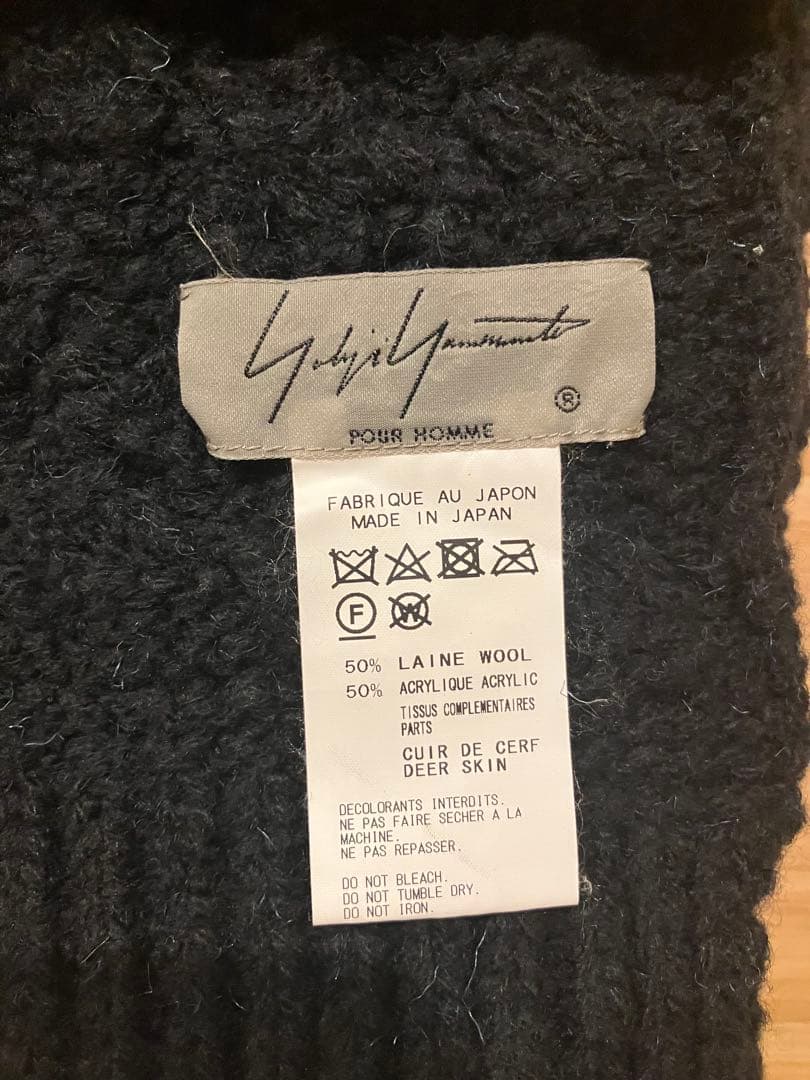 Yohji Yamamoto
®
POUR HOMME
FABRIQUE AU JAPON
MADE IN JAPAN
F W
50% LAINE WOOL
50% ACRYLIQUE ACRYLIC
TISSUS COMPLEMENTAIRES
PARTS
CUIR DE CERF
DEER SKIN
DECOLORANTS INTERDITS.
NE PAS FAIRE SECHER A LA
MACHINE.
NE PAS REPASSER.
DO NOT BLEACH.
DO NOT TUMBLE DRY.
DO NOT IRON.